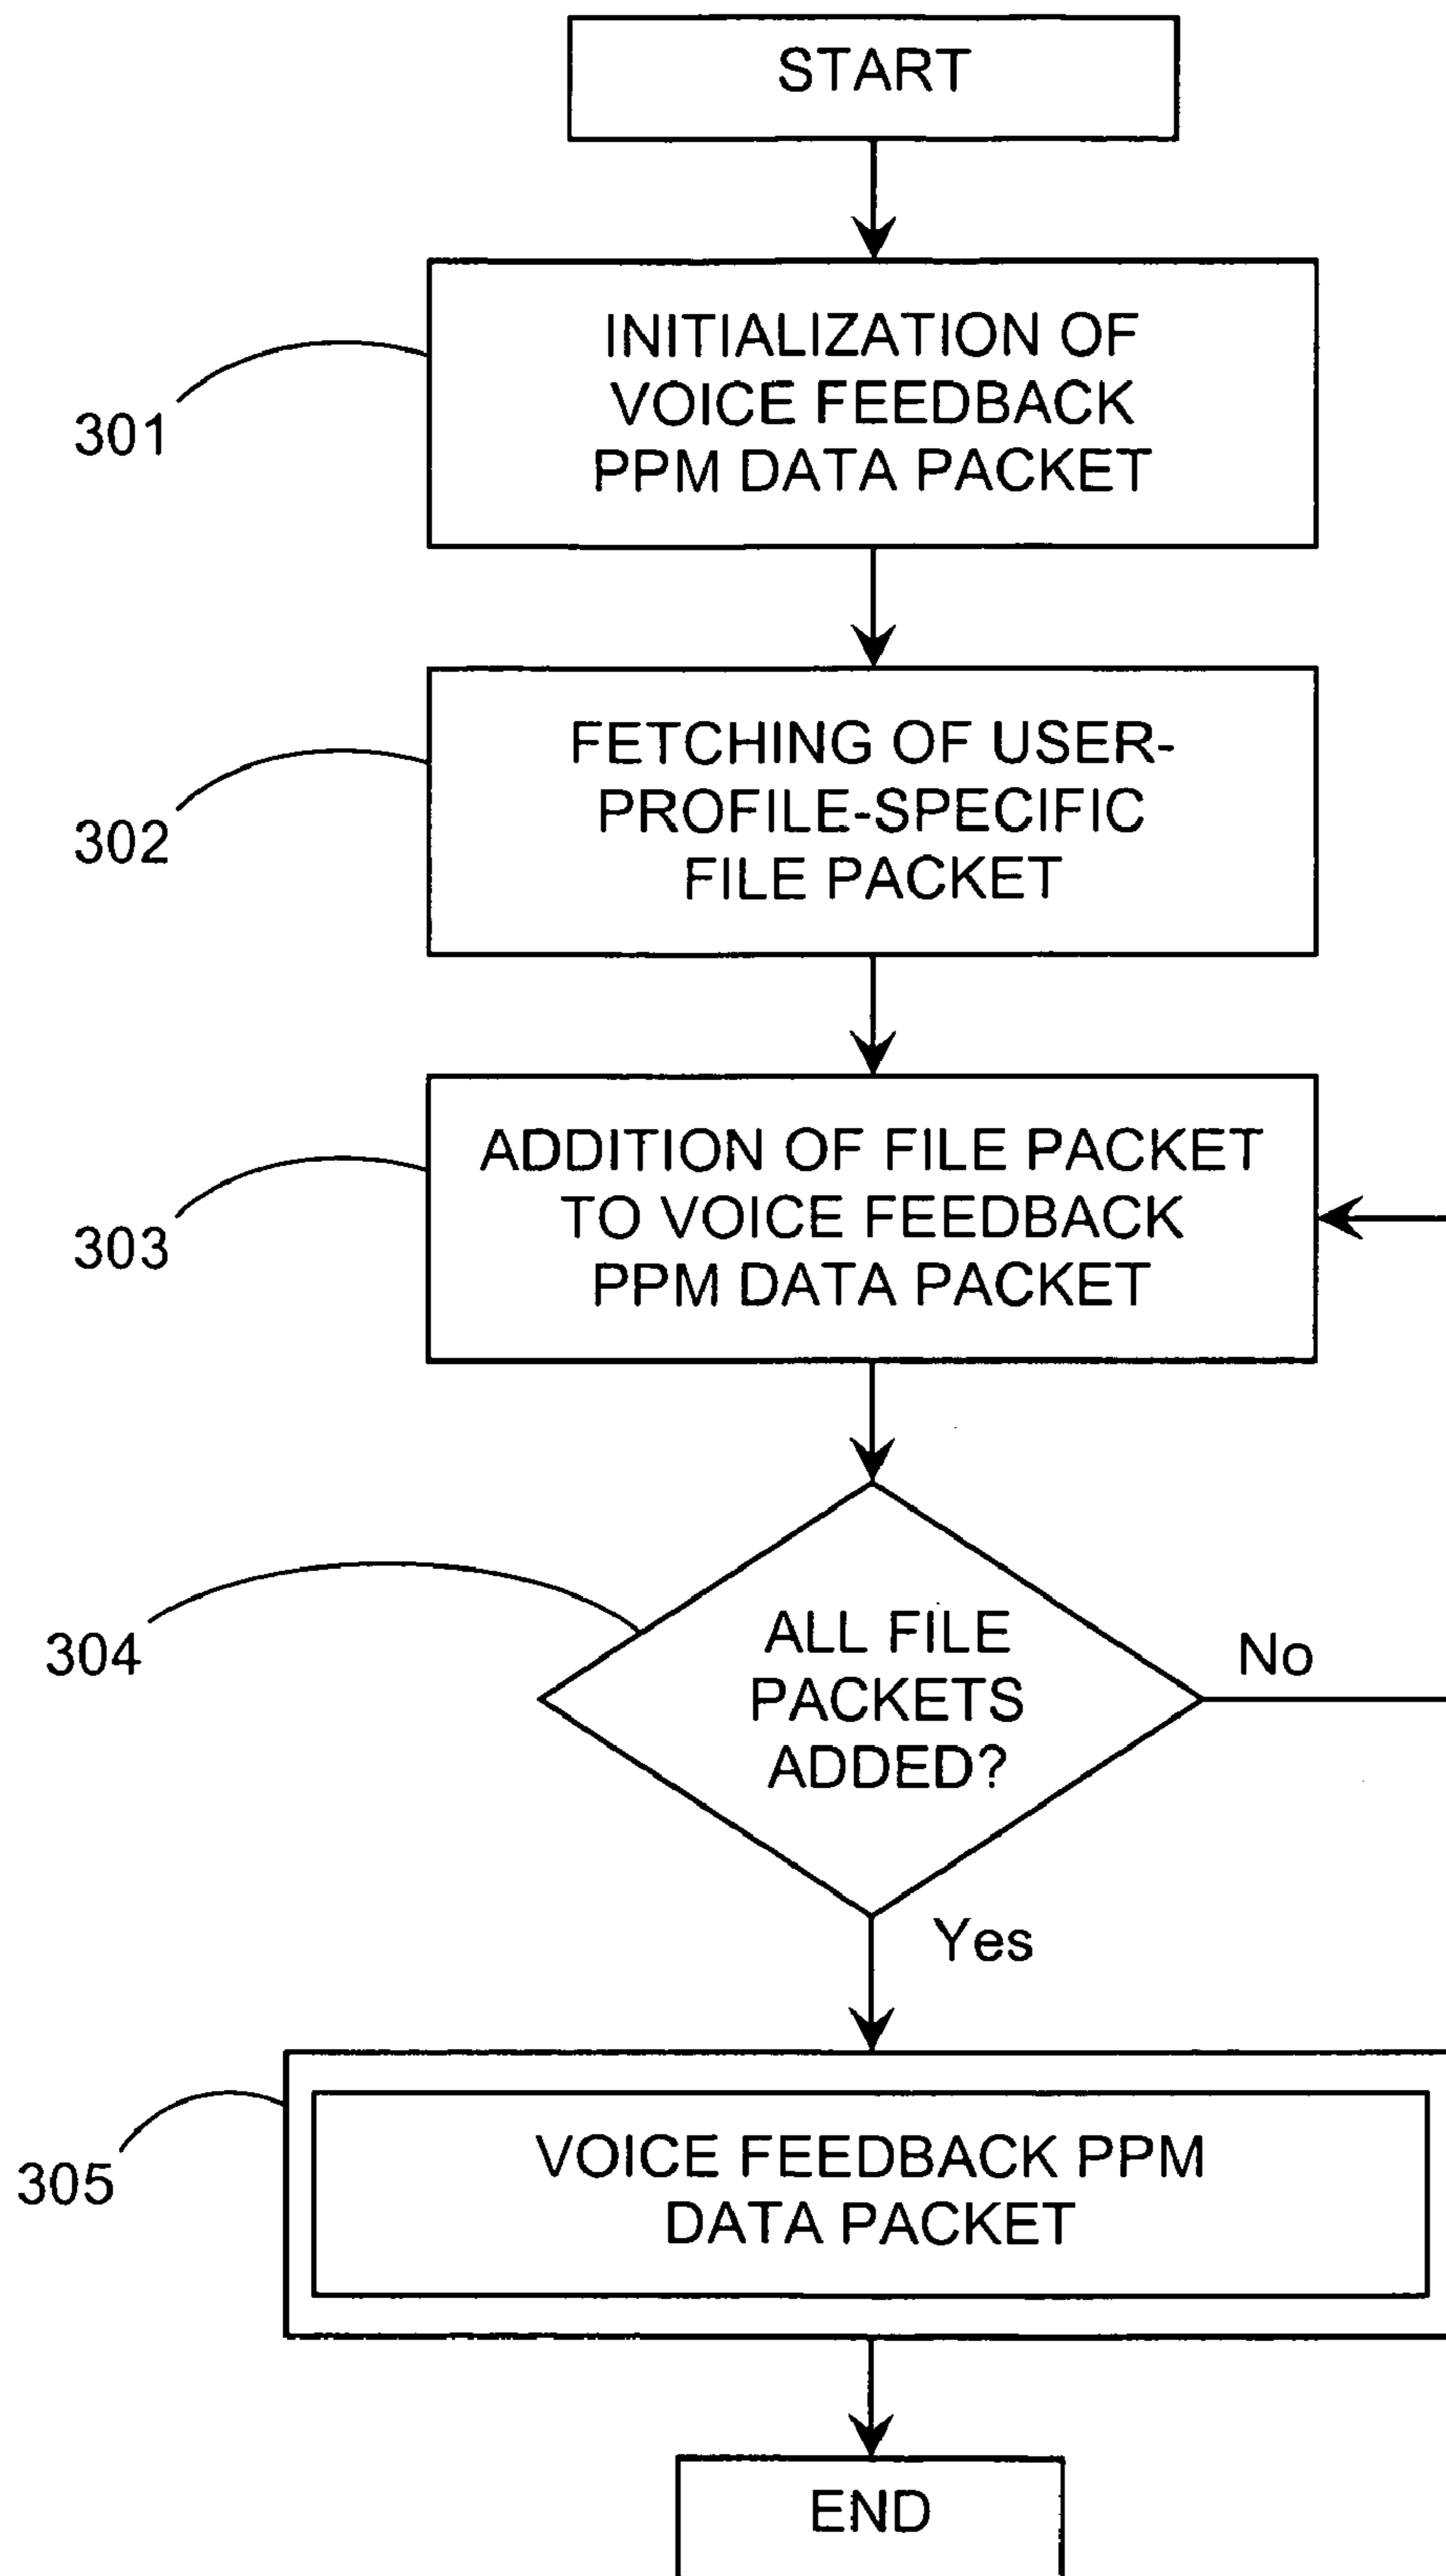 START
INITIALIZATION OF
VOICE FEEDBACK
PPM DATA PACKET
301
FETCHING OF USER-
PROFILE-SPECIFIC
FILE PACKET
302
ADDITION OF FILE PACKET
TO VOICE FEEDBACK
PPM DATA PACKET
303
ALL FILE
PACKETS
ADDED?
304
No
Yes
VOICE FEEDBACK PPM
DATA PACKET
305
END